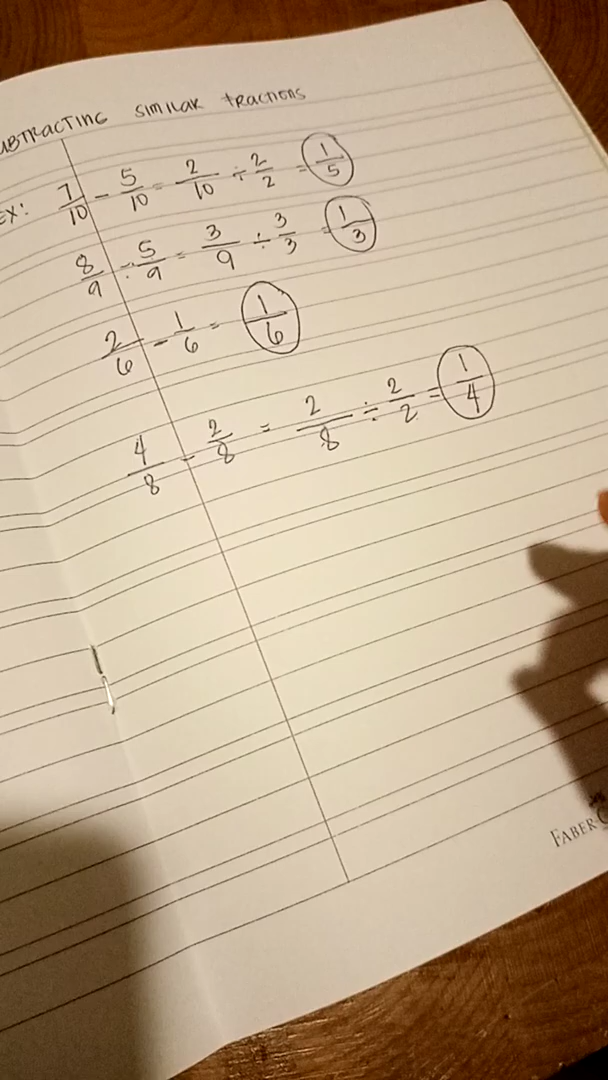 UBTRACTING SIMILAR FRACTIONS
EX: 7/10 - 5/10 = 2/10 ÷ 2/2 = 1/5
8/9 ÷ 5/9 = 3/9 ÷ 3/3 = 1/3
2/6 - 1/6 = 1/6
4/8 - 2/8 = 2/8 ÷ 2/2 = 1/4
FABER